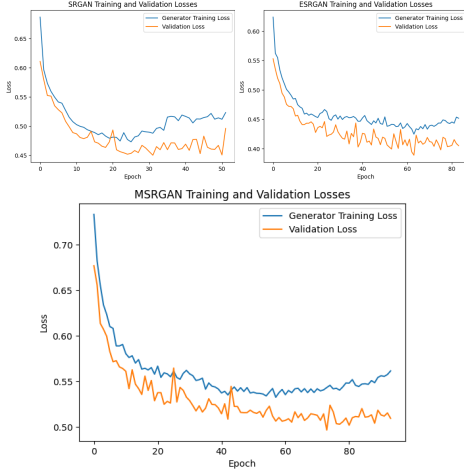 SRGAN Training and Validation Losses
Generator Training Loss
Validation Loss
Loss
0.65
0.60
0.55
0.50
0.45
0 10 20 30 40 50
Epoch
ESRGAN Training and Validation Losses
Generator Training Loss
Validation Loss
Loss
0.60
0.55
0.50
0.45
0.40
0 20 40 60 80
Epoch
MSRGAN Training and Validation Losses
Generator Training Loss
Validation Loss
Loss
0.70
0.65
0.60
0.55
0.50
0 20 40 60 80
Epoch